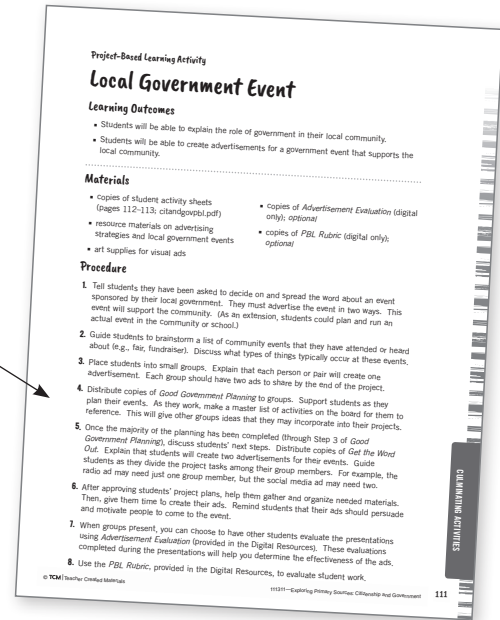 Project-Based Learning Activity
Local Government Event
Learning Outcomes
▪ Students will be able to explain the role of government in their local community.
▪ Students will be able to create advertisements for a government event that supports the
local community.
Materials
▪ copies of student activity sheets
(pages 112–113; citandgovpbl.pdf)
▪ resource materials on advertising
strategies and local government events
▪ art supplies for visual ads
▪ copies of Advertisement Evaluation (digital
only); optional
▪ copies of PBL Rubric (digital only);
optional
Procedure
1. Tell students they have been asked to decide on and spread the word about an event
sponsored by their local government. They must advertise the event in two ways. This
event will support the community. (As an extension, students could plan and run an
actual event in the community or school.)
2. Guide students to brainstorm a list of community events that they have attended or heard
about (e.g., fair, fundraiser). Discuss what types of things typically occur at these events.
3. Place students into small groups. Explain that each person or pair will create one
advertisement. Each group should have two ads to share by the end of the project.
4. Distribute copies of Good Government Planning to groups. Support students as they
plan their events. As they work, make a master list of activities on the board for them to
reference. This will give other groups ideas that they may incorporate into their projects.
5. Once the majority of the planning has been completed (through Step 3 of Good
Government Planning), discuss students' next steps. Distribute copies of Get the Word
Out. Explain that students will create two advertisements for their events. Guide
students as they divide the project tasks among their group members. For example, the
radio ad may need just one group member, but the social media ad may need two.
6. After approving students' project plans, help them gather and organize needed materials.
Then, give them time to create their ads. Remind students that their ads should persuade
and motivate people to come to the event.
7. When groups present, you can choose to have other students evaluate the presentations
using Advertisement Evaluation (provided in the Digital Resources). These evaluations
completed during the presentations will help you determine the effectiveness of the ads.
8. Use the PBL Rubric, provided in the Digital Resources, to evaluate student work.
CULMINATING ACTIVITIES
© TCM | Teacher Created Materials
111311—Exploring Primary Sources: Citizenship and Government 111